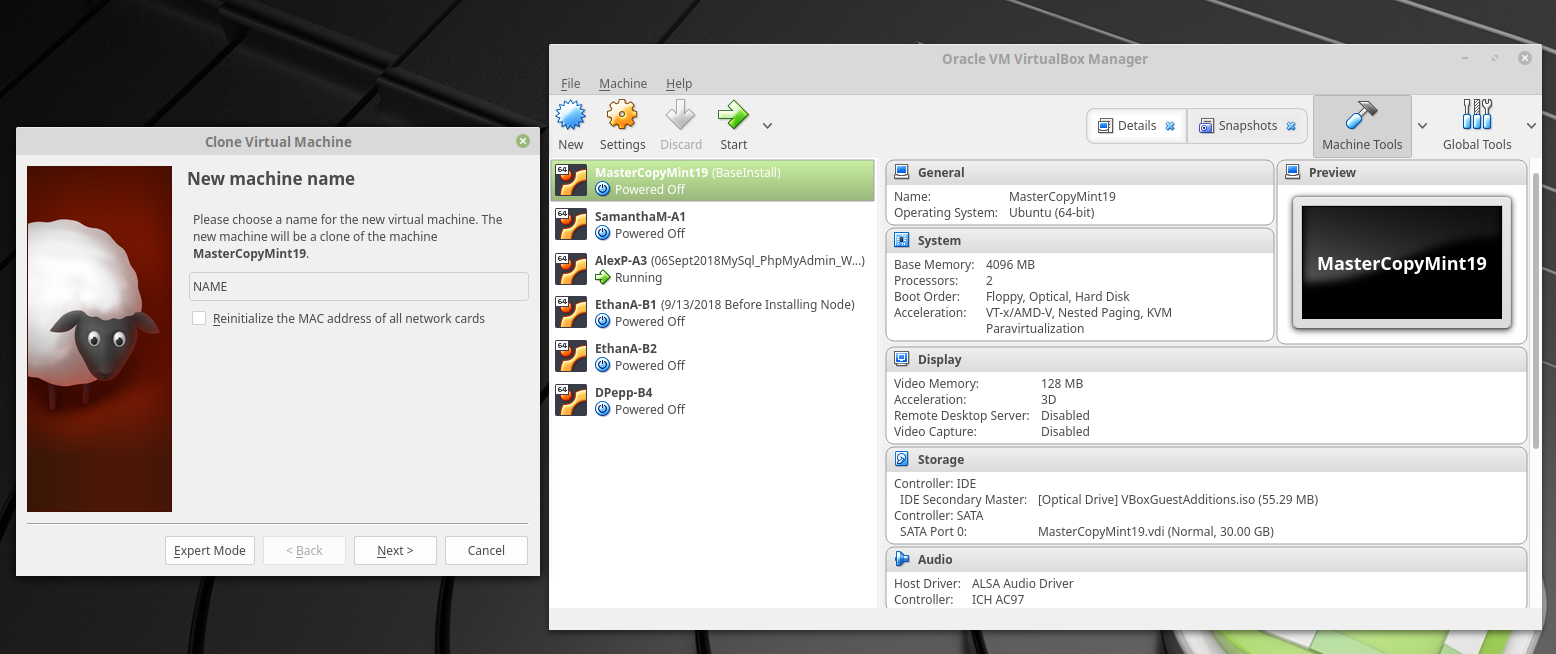 Clone Virtual Machine
New machine name
Please choose a name for the new virtual machine. The
new machine will be a clone of the machine
MasterCopyMint19.
NAME
Reinitialize the MAC address of all network cards
Expert Mode < Back Next > Cancel
Oracle VM VirtualBox Manager
File Machine Help
New Settings Discard Start
Details Snapshots Machine Tools Global Tools
64 MasterCopyMint19 (BaseInstall)
Powered Off
64 SamanthaM-A1
Powered Off
64 AlexP-A3 (06Sept2018MySql_PhpMyAdmin_W...)
Running
64 EthanA-B1 (9/13/2018 Before Installing Node)
Powered Off
64 EthanA-B2
Powered Off
64 DPepp-B4
Powered Off
General
Name: MasterCopyMint19
Operating System: Ubuntu (64-bit)
System
Base Memory: 4096 MB
Processors: 2
Boot Order: Floppy, Optical, Hard Disk
Acceleration: VT-x/AMD-V, Nested Paging, KVM
Paravirtualization
Preview
MasterCopyMint19
Display
Video Memory: 128 MB
Acceleration: 3D
Remote Desktop Server: Disabled
Video Capture: Disabled
Storage
Controller: IDE
IDE Secondary Master: [Optical Drive] VBoxGuestAdditions.iso (55.29 MB)
Controller: SATA
SATA Port 0: MasterCopyMint19.vdi (Normal, 30.00 GB)
Audio
Host Driver: ALSA Audio Driver
Controller: ICH AC97